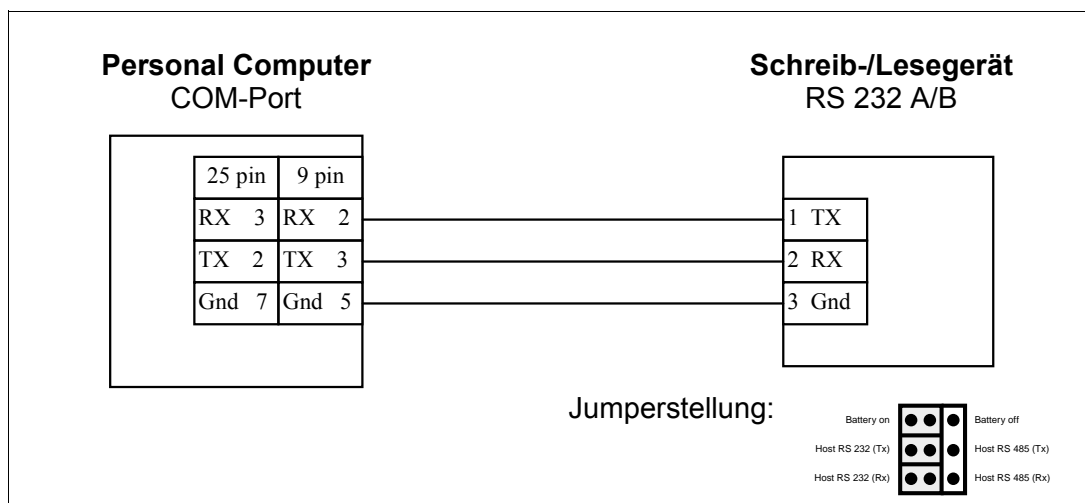 Personal Computer
COM-Port
Schreib-/Lesegerät
RS 232 A/B
25 pin 9 pin
RX 3 RX 2
TX 2 TX 3
Gnd 7 Gnd 5
1 TX
2 RX
3 Gnd
Jumperstellung:
Battery on Battery off
Host RS 232 (Tx) Host RS 485 (Tx)
Host RS 232 (Rx) Host RS 485 (Rx)